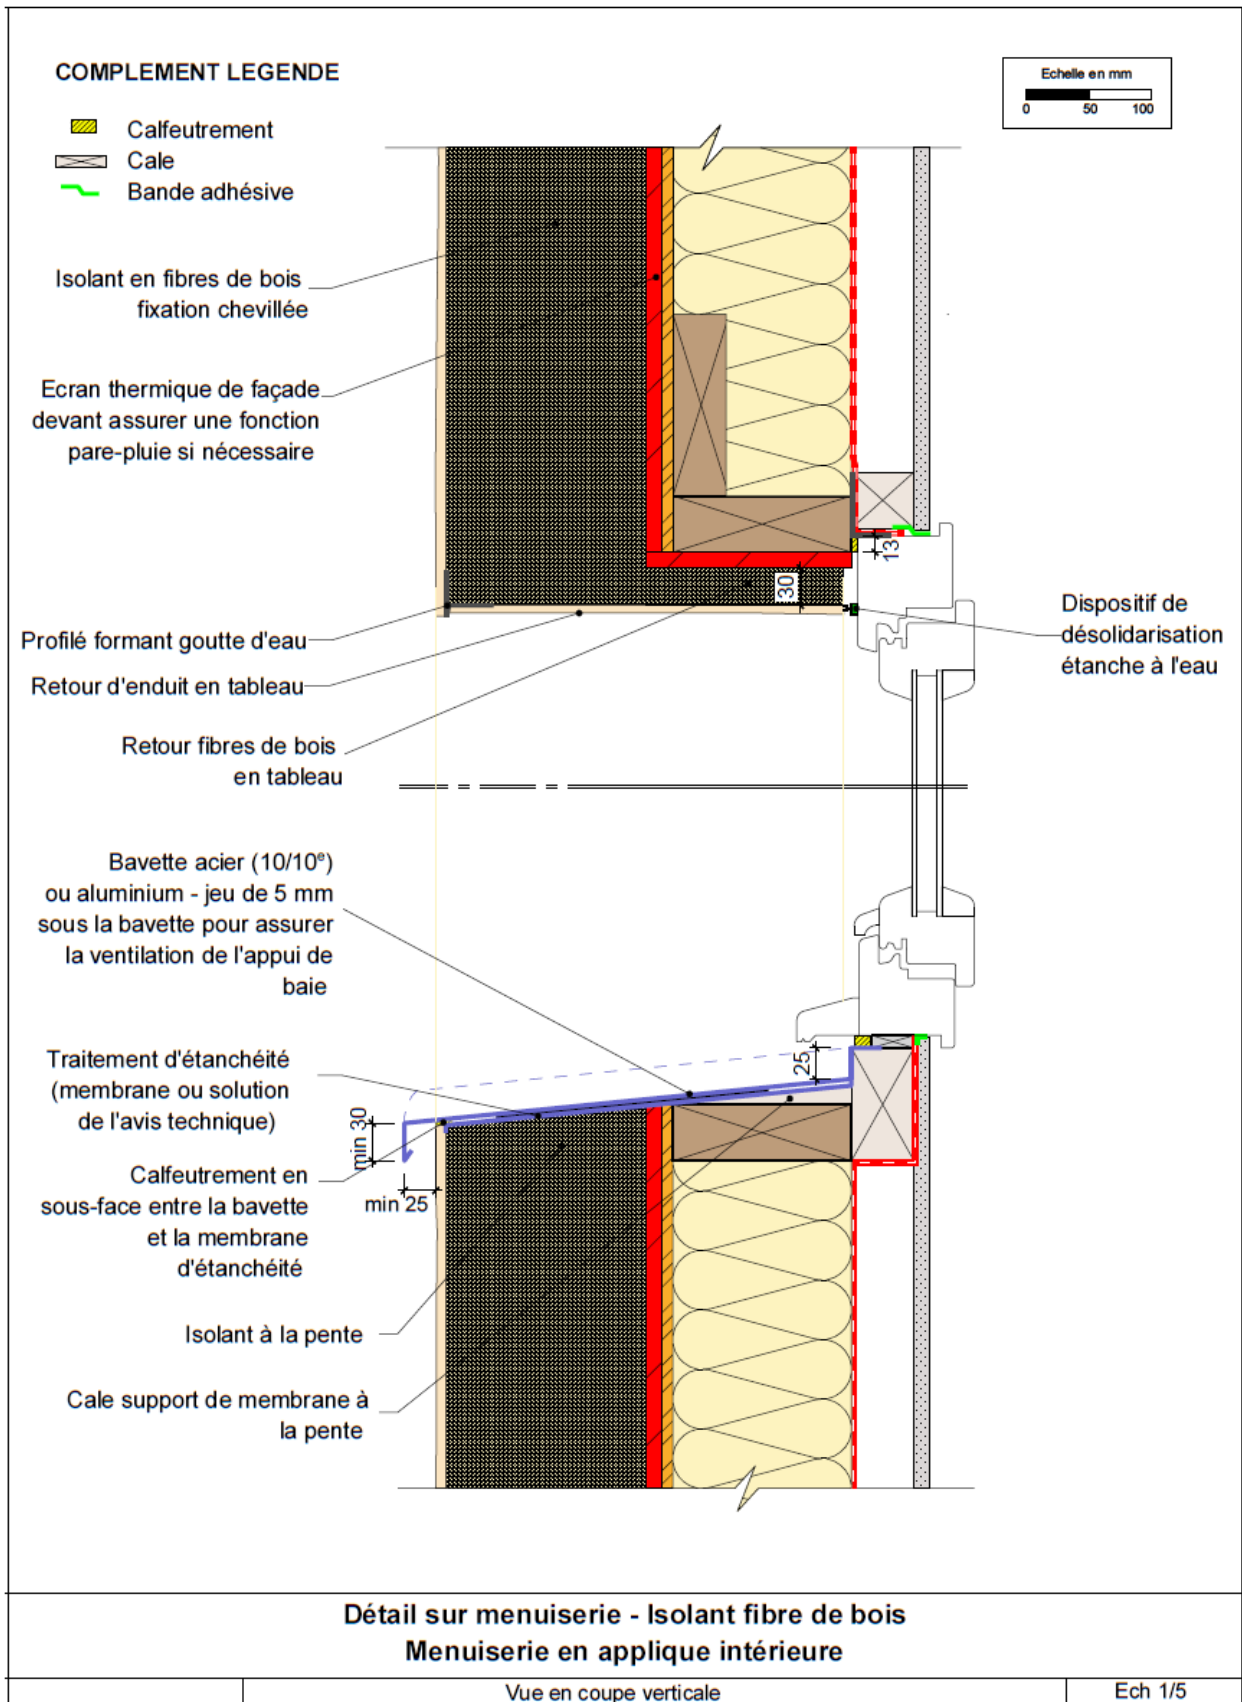 COMPLEMENT LEGENDE
Echelle en mm
0 50 100
Calfeutrement
Cale
Bande adhésive
Isolant en fibres de bois
fixation chevillée
Ecran thermique de façade
devant assurer une fonction
pare-pluie si nécessaire
13
30
Profilé formant goutte d'eau
Retour d'enduit en tableau
Retour fibres de bois
en tableau
Dispositif de
désolidarisation
étanche à l'eau
Bavette acier (10/10e)
ou aluminium - jeu de 5 mm
sous la bavette pour assurer
la ventilation de l'appui de
baie
Traitement d'étanchéité
(membrane ou solution
de l'avis technique)
25
min 30
min 25
Calfeutrement en
sous-face entre la bavette
et la membrane
d'étanchéité
Isolant à la pente
Cale support de membrane à
la pente
Détail sur menuiserie - Isolant fibre de bois
Menuiserie en applique intérieure
Vue en coupe verticale
Ech 1/5